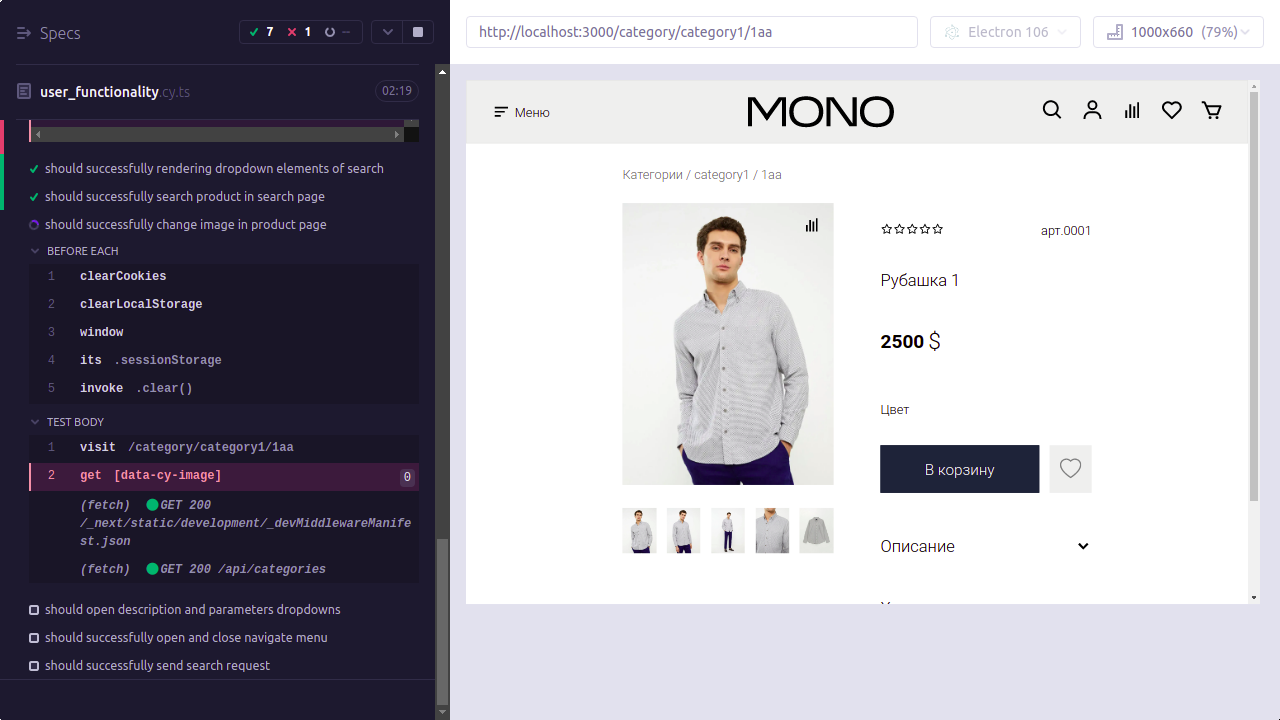 Specs
7
1
--
user_functionality.cy.ts
02:19
should successfully rendering dropdown elements of search
should successfully search product in search page
should successfully change image in product page
BEFORE EACH
1 clearCookies
2 clearLocalStorage
3 window
4 its .sessionStorage
5 invoke .clear()
TEST BODY
1 visit /category/category1/1aa
2 get [data-cy-image] 0
(fetch) GET 200
/_next/static/development/_devMiddlewareManife
st.json
(fetch) GET 200 /api/categories
should open description and parameters dropdowns
should successfully open and close navigate menu
should successfully send search request
http://localhost:3000/category/category1/1aa
Electron 106
1000x660 (79%)
Меню
MONO
Категории / category1 / 1aa
арт.0001
Рубашка 1
2500 $
Цвет
В корзину
Описание